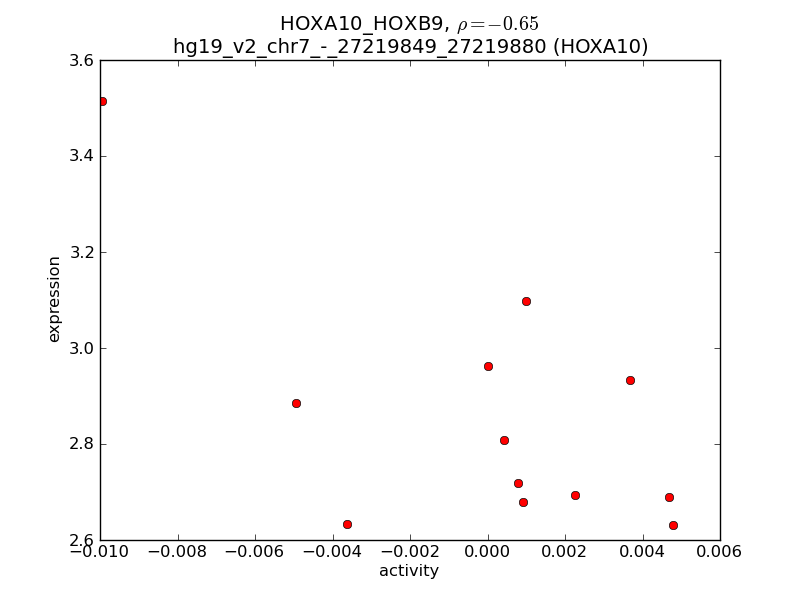 HOXA10_HOXB9, ρ=−0.65
hg19_v2_chr7_-_27219849_27219880 (HOXA10)
3.6
3.4
3.2
3.0
2.8
2.6
expression
−0.010 −0.008 −0.006 −0.004 −0.002 0.000 0.002 0.004 0.006
activity